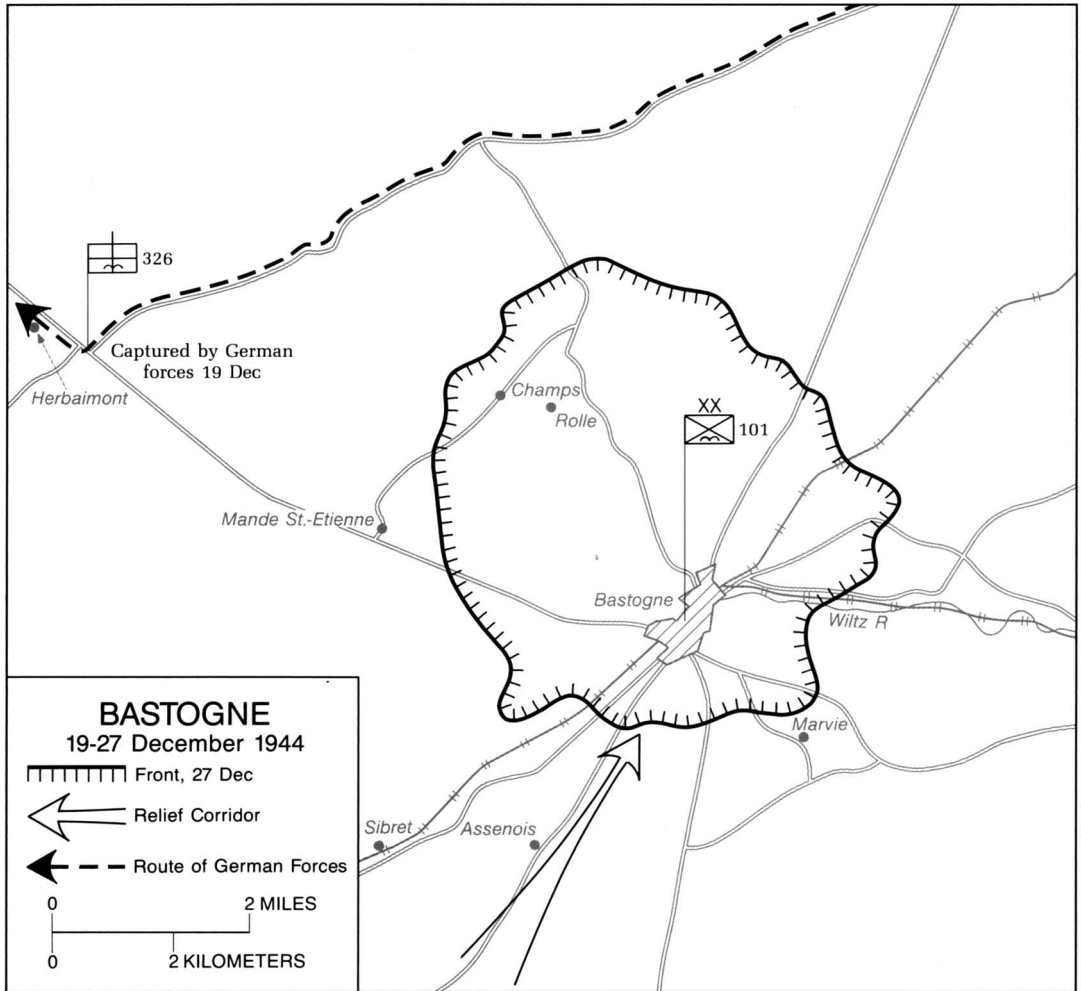 326
Captured by German
forces 19 Dec
Herbaimont
Champs
Rolle
XX
101
Mande St.-Etienne
Bastogne
Wiltz R
Marvie
Sibret
Assenois
BASTOGNE
19-27 December 1944
Front, 27 Dec
Relief Corridor
Route of German Forces
0 2 MILES
0 2 KILOMETERS